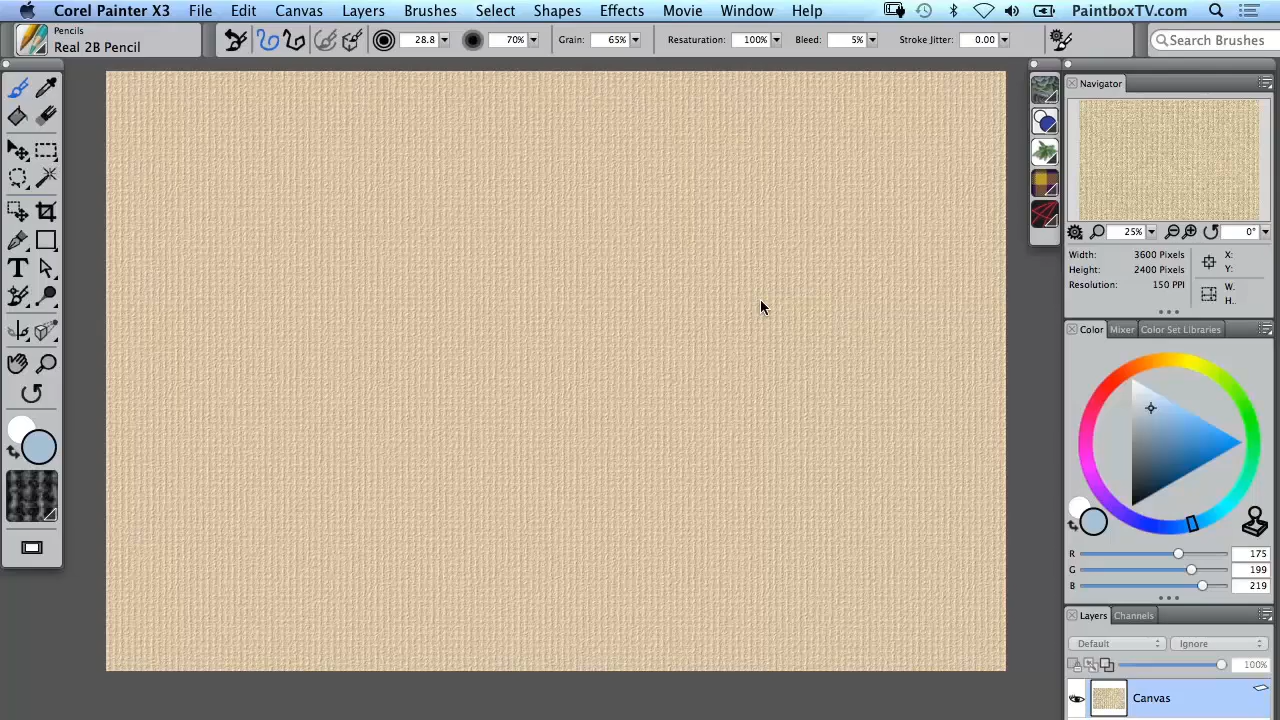 Corel Painter X3 File Edit Canvas Layers Brushes Select Shapes Effects Movie Window Help PaintboxTV.com
Pencils
Real 2B Pencil
28.8 70% Grain: 65% Resaturation: 100% Bleed: 5% Stroke Jitter: 0.00 Search Brushes
Navigator
25% 0°
Width: 3600 Pixels X:
Height: 2400 Pixels Y:
Resolution: 150 PPI W.
H..
Color Mixer Color Set Libraries
R 175
G 199
B 219
Layers Channels
Default Ignore
100%
Canvas
T